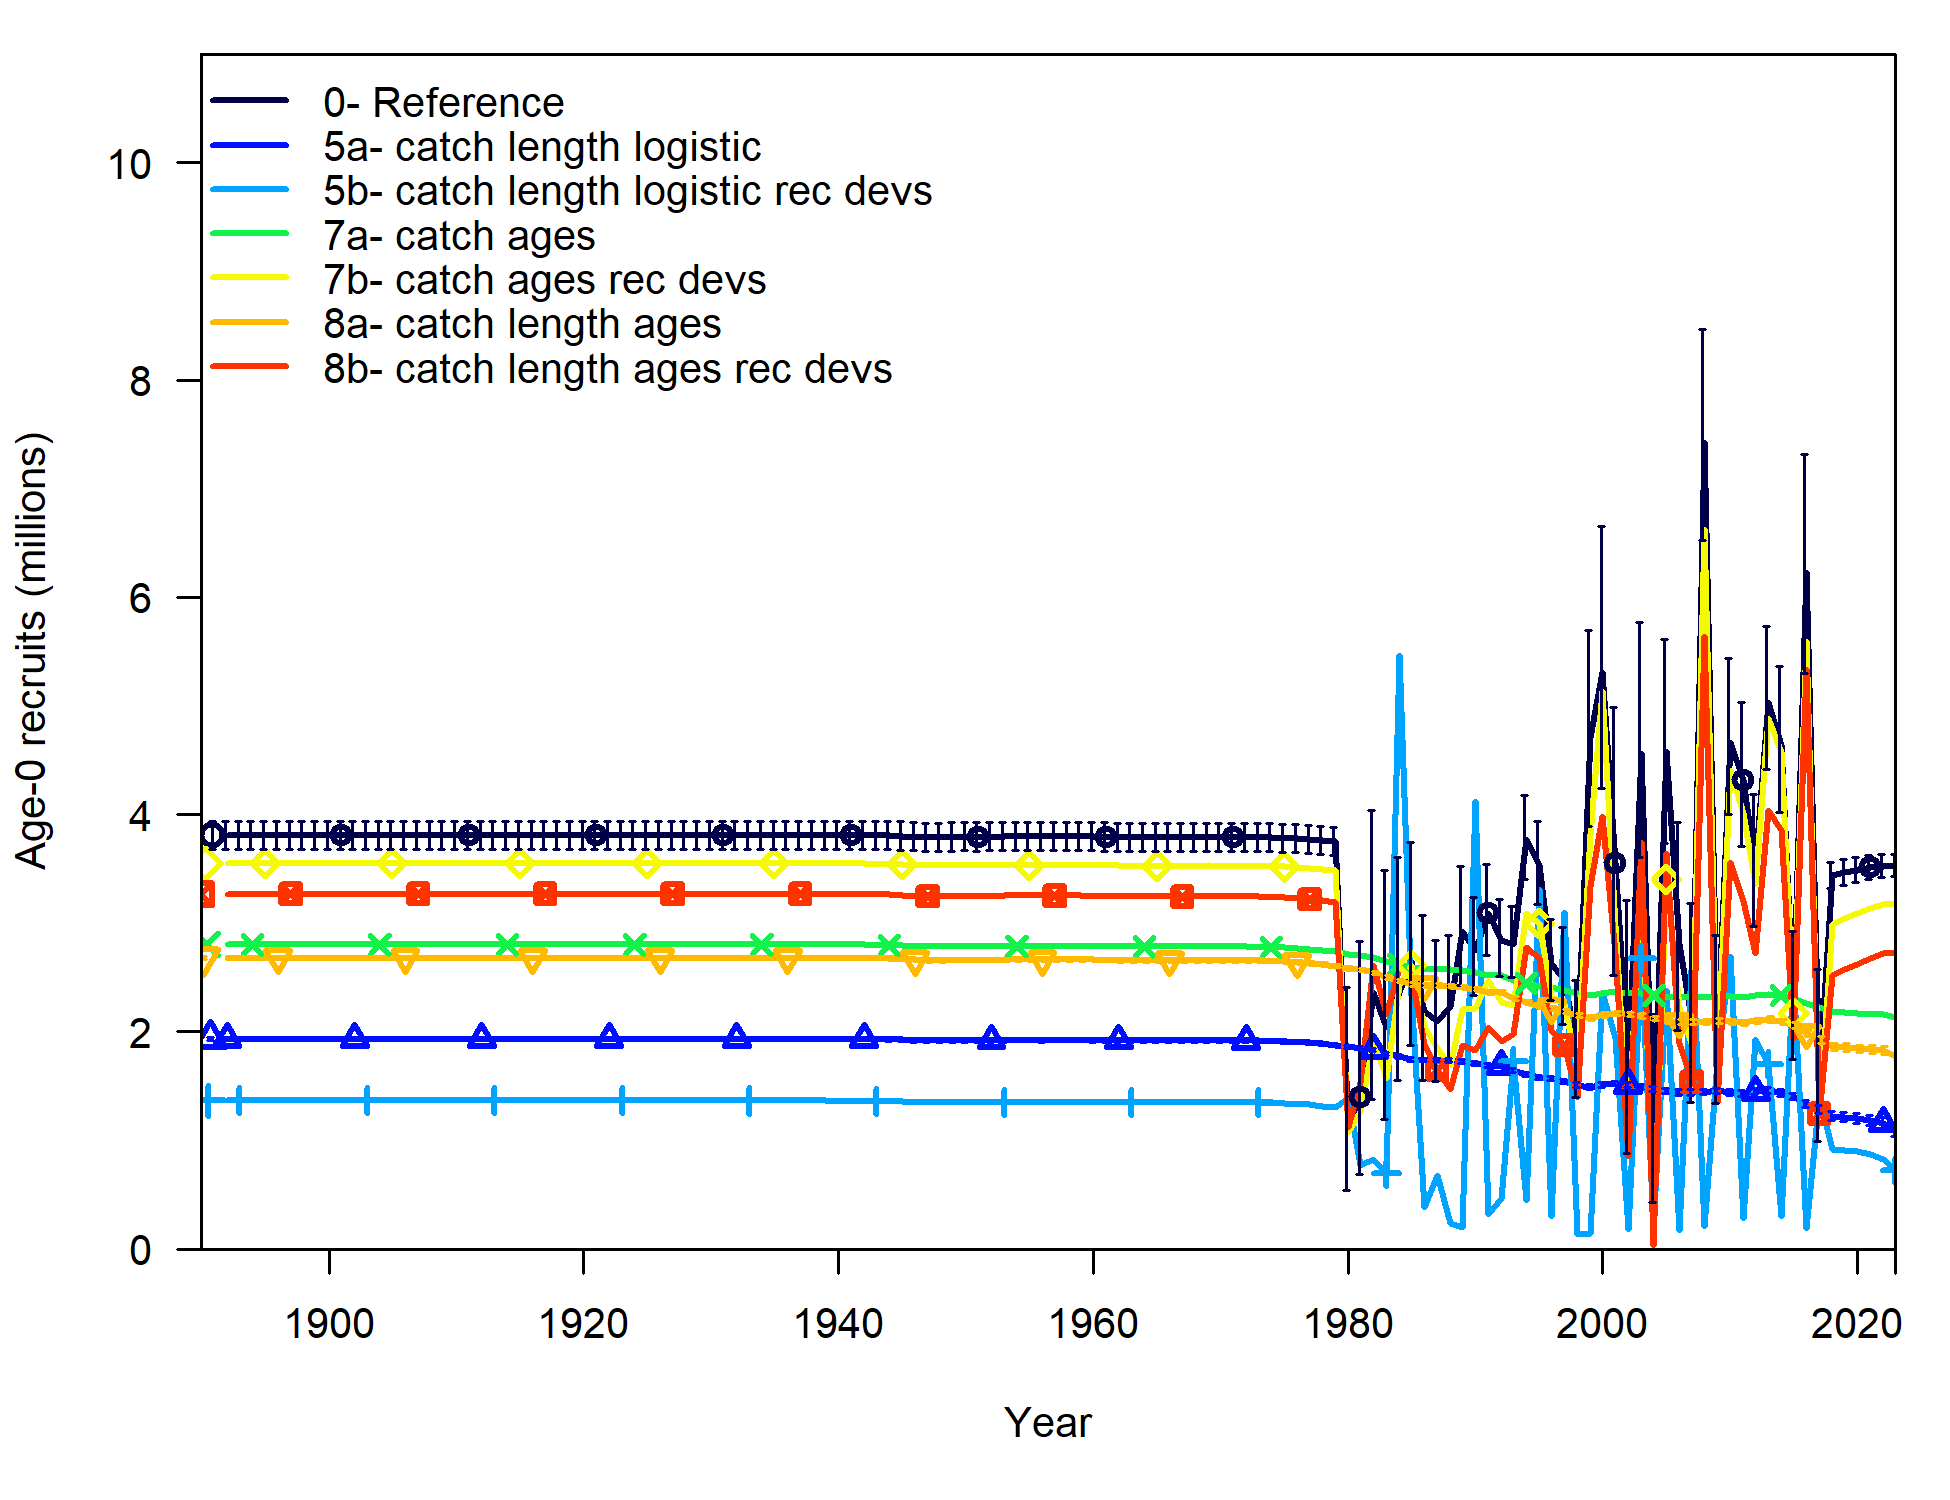 0- Reference
5a- catch length logistic
5b- catch length logistic rec devs
7a- catch ages
7b- catch ages rec devs
8a- catch length ages
8b- catch length ages rec devs
Age-0 recruits (millions)
10
8
6
4
2
0
1900 1920 1940 1960 1980 2000 2020
Year